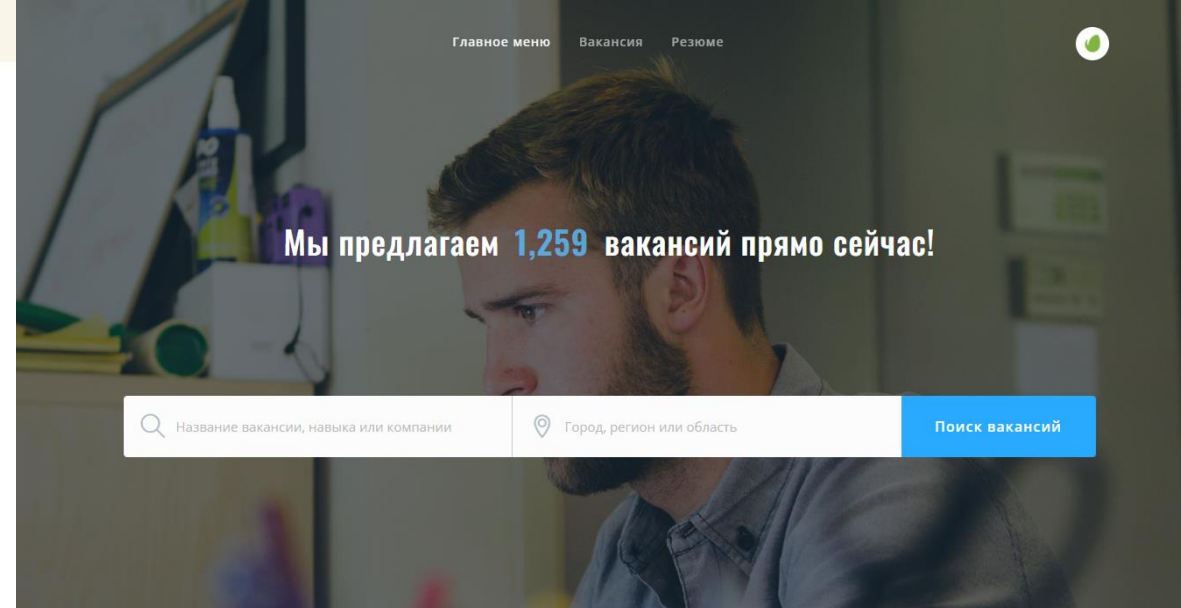 Главное меню Вакансия Резюме
Мы предлагаем 1,259 вакансий прямо сейчас!
Название вакансии, навыка или компании Город, регион или область Поиск вакансий